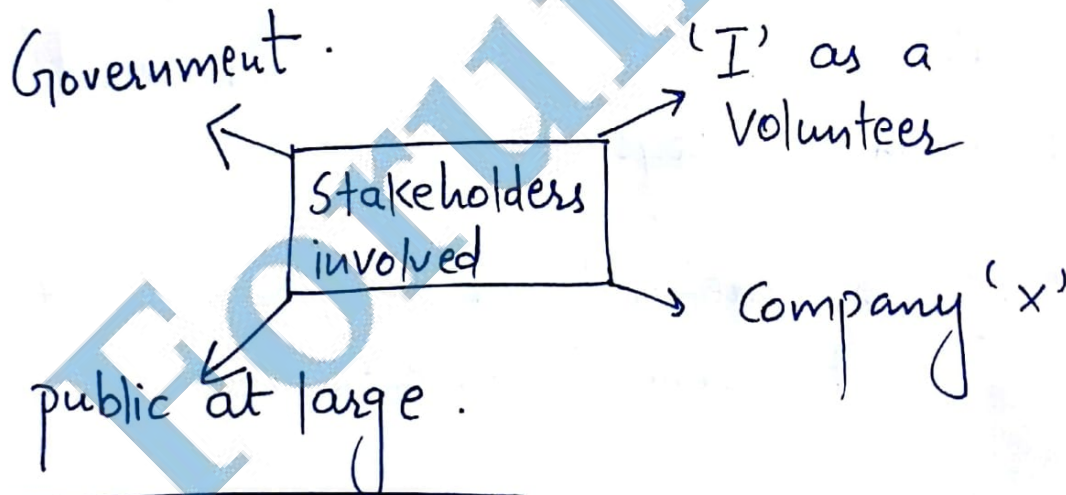 Government.
'I' as a
Volunteer
Stakeholders
involved
Company 'x'
public at large.